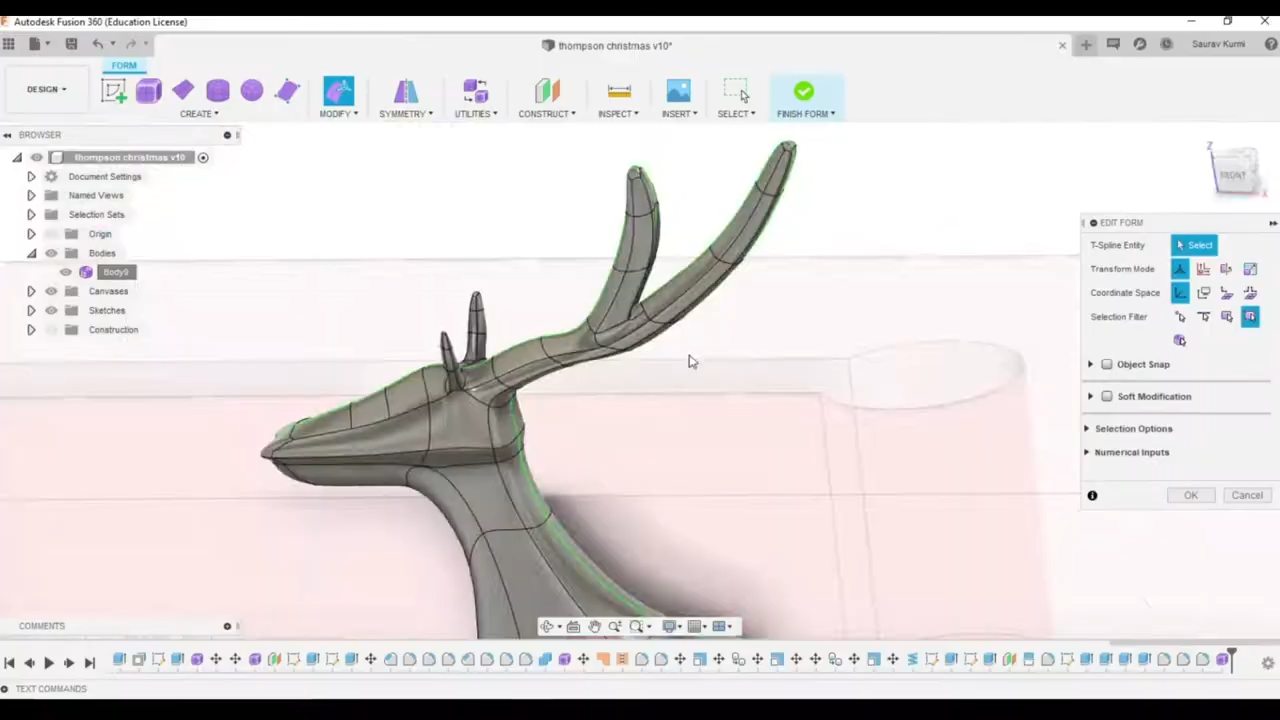 Autodesk Fusion 360 (Education License)
thompson christmas v10*
Saurav Kurmi
FORM
DESIGN
CREATE
MODIFY
SYMMETRY
UTILITIES
CONSTRUCT
INSPECT
INSERT
SELECT
FINISH FORM
BROWSER
thompson christmas v10
Document Settings
Named Views
Selection Sets
Origin
Bodies
Body9
Canvases
Sketches
Construction
Z
FRONT
X
EDIT FORM
T-Spline Entity
Select
Transform Mode
Coordinate Space
Selection Filter
Object Snap
Soft Modification
Selection Options
Numerical Inputs
OK
Cancel
COMMENTS
TEXT COMMANDS